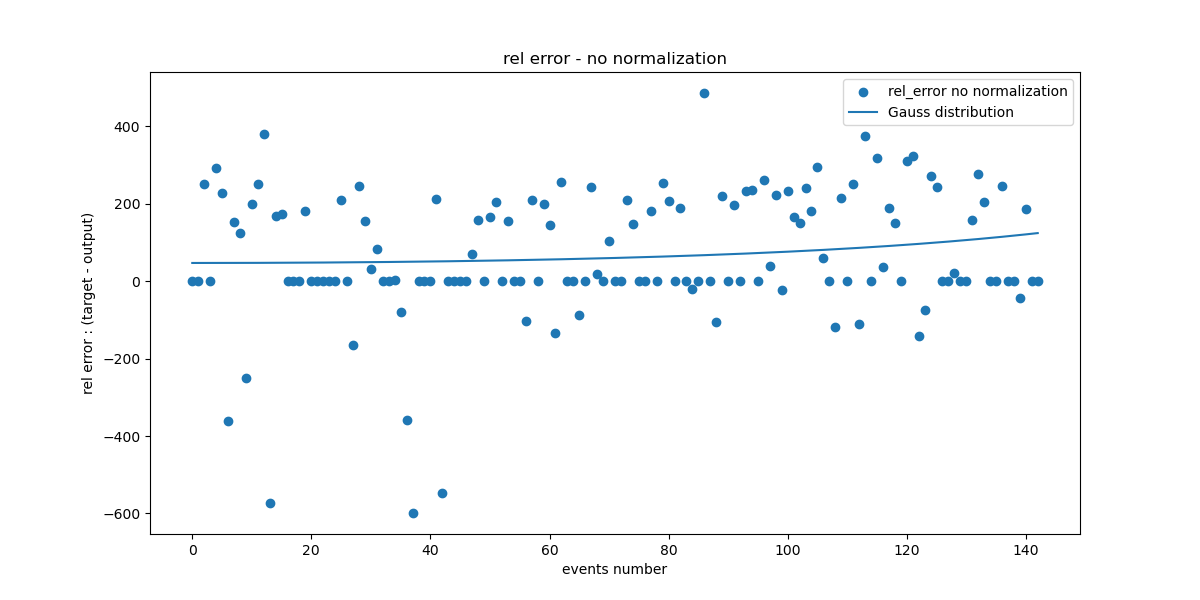 rel error - no normalization
rel_error no normalization
Gauss distribution
rel error : (target - output)
400
200
0
−200
−400
−600
0 20 40 60 80 100 120 140
events number